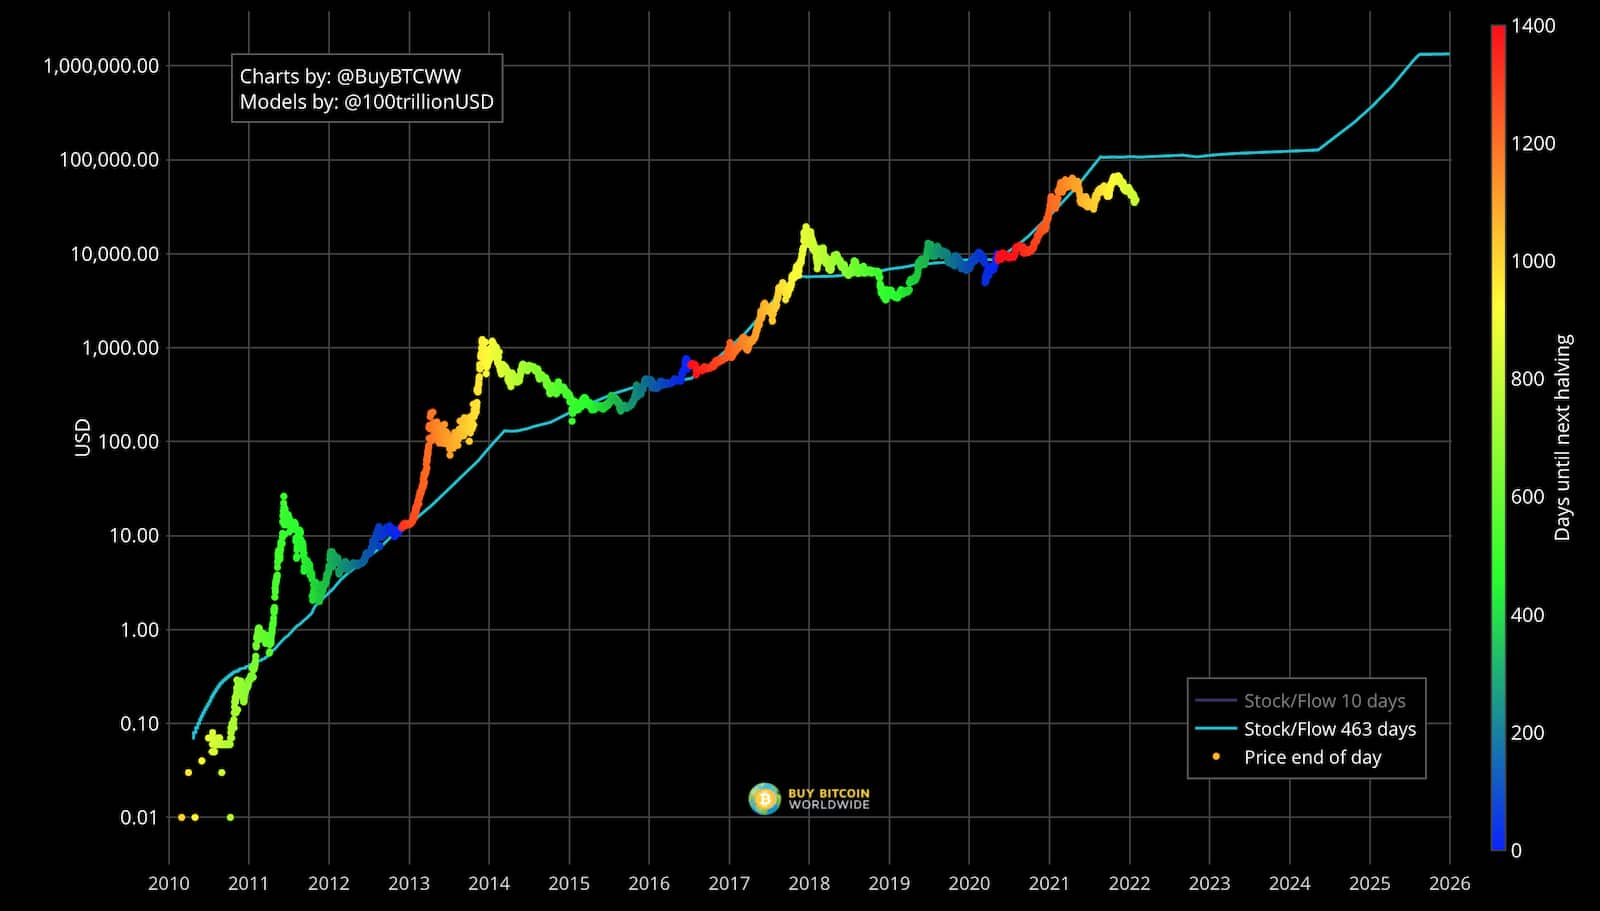 Charts by: @BuyBTCWW
Models by: @100trillionUSD
1,000,000.00
100,000.00
10,000.00
1,000.00
100.00
10.00
1.00
0.10
0.01
USD
2010 2011 2012 2013 2014 2015 2016 2017 2018 2019 2020 2021 2022 2023 2024 2025 2026
Stock/Flow 10 days
Stock/Flow 463 days
Price end of day
BUY BITCOIN
WORLDWIDE
1400
1200
1000
800
600
400
200
0
Days until next halving